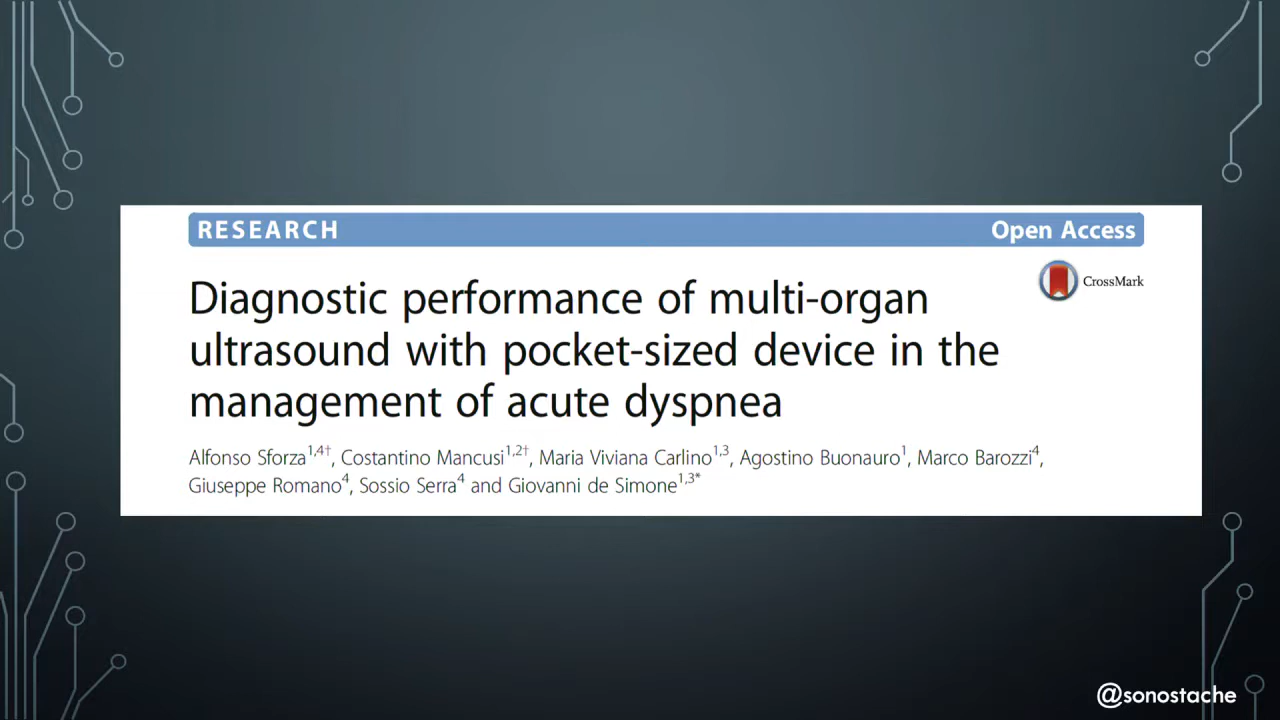 RESEARCH Open Access
CrossMark
Diagnostic performance of multi-organ
ultrasound with pocket-sized device in the
management of acute dyspnea
Alfonso Sforza1,4†, Costantino Mancusi1,2†, Maria Viviana Carlino1,3, Agostino Buonauro1, Marco Barozzi4,
Giuseppe Romano4, Sossio Serra4 and Giovanni de Simone1,3*
@sonostache